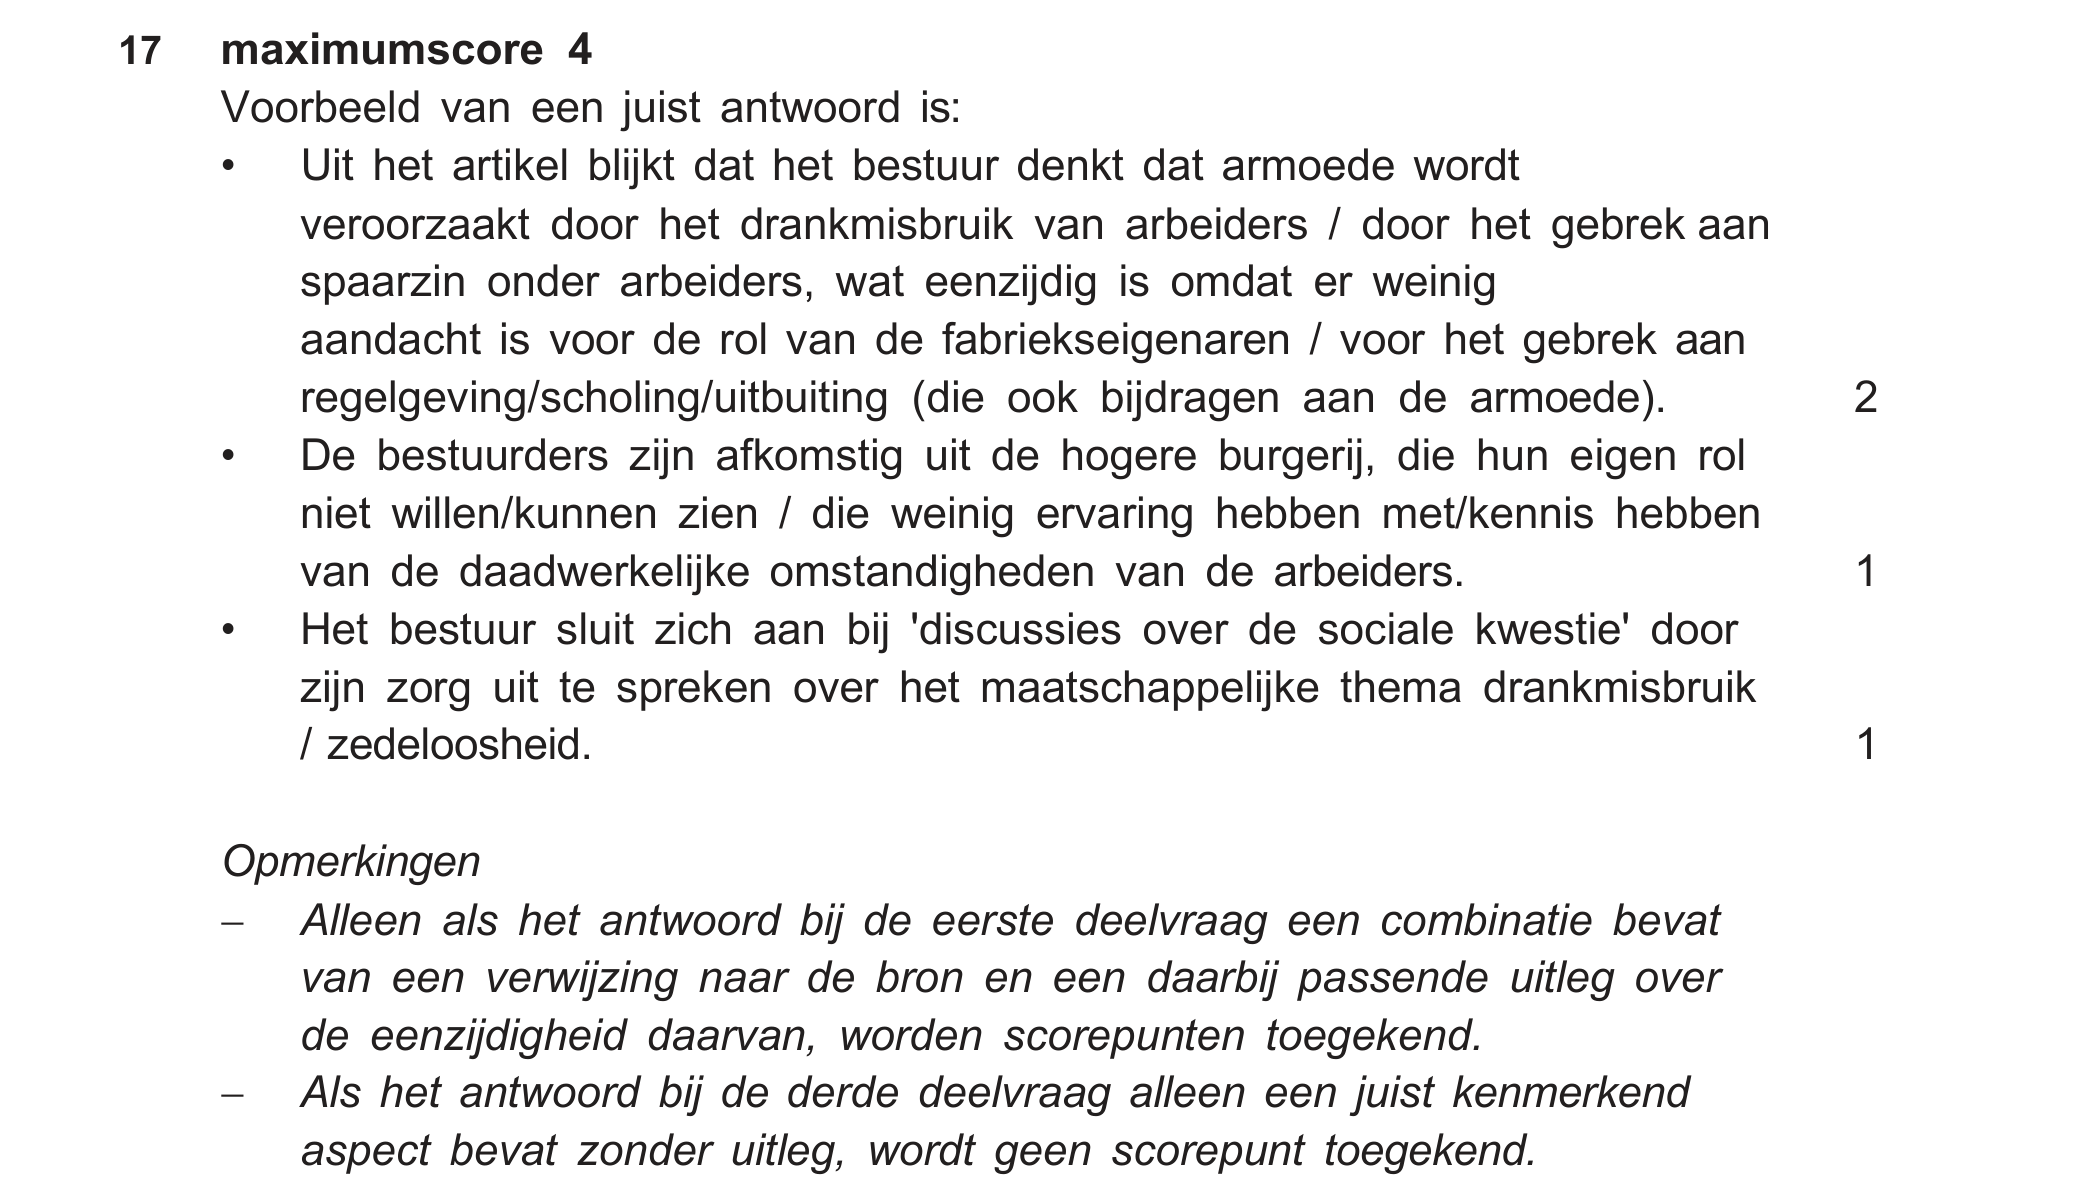 17 maximumscore 4
Voorbeeld van een juist antwoord is:
• Uit het artikel blijkt dat het bestuur denkt dat armoede wordt
veroorzaakt door het drankmisbruik van arbeiders / door het gebrek aan
spaarzin onder arbeiders, wat eenzijdig is omdat er weinig
aandacht is voor de rol van de fabriekseigenaren / voor het gebrek aan
regelgeving/scholing/uitbuiting (die ook bijdragen aan de armoede). 2
• De bestuurders zijn afkomstig uit de hogere burgerij, die hun eigen rol
niet willen/kunnen zien / die weinig ervaring hebben met/kennis hebben
van de daadwerkelijke omstandigheden van de arbeiders. 1
• Het bestuur sluit zich aan bij 'discussies over de sociale kwestie' door
zijn zorg uit te spreken over het maatschappelijke thema drankmisbruik
/ zedeloosheid. 1
Opmerkingen
– Alleen als het antwoord bij de eerste deelvraag een combinatie bevat
van een verwijzing naar de bron en een daarbij passende uitleg over
de eenzijdigheid daarvan, worden scorepunten toegekend.
– Als het antwoord bij de derde deelvraag alleen een juist kenmerkend
aspect bevat zonder uitleg, wordt geen scorepunt toegekend.